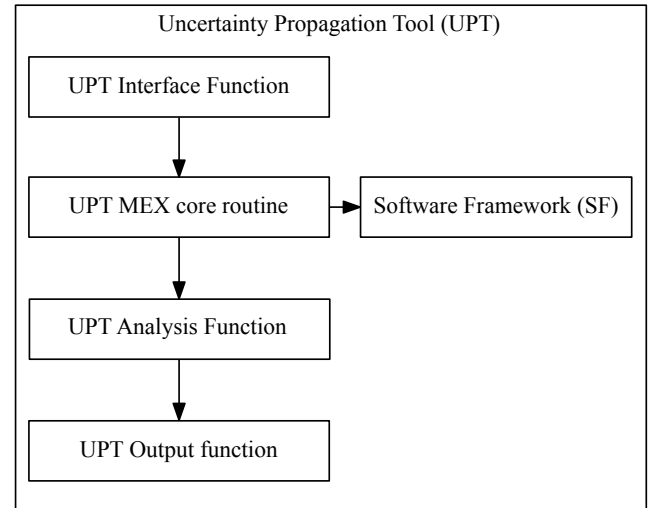 Uncertainty Propagation Tool (UPT)
UPT Interface Function
UPT MEX core routine
Software Framework (SF)
UPT Analysis Function
UPT Output function